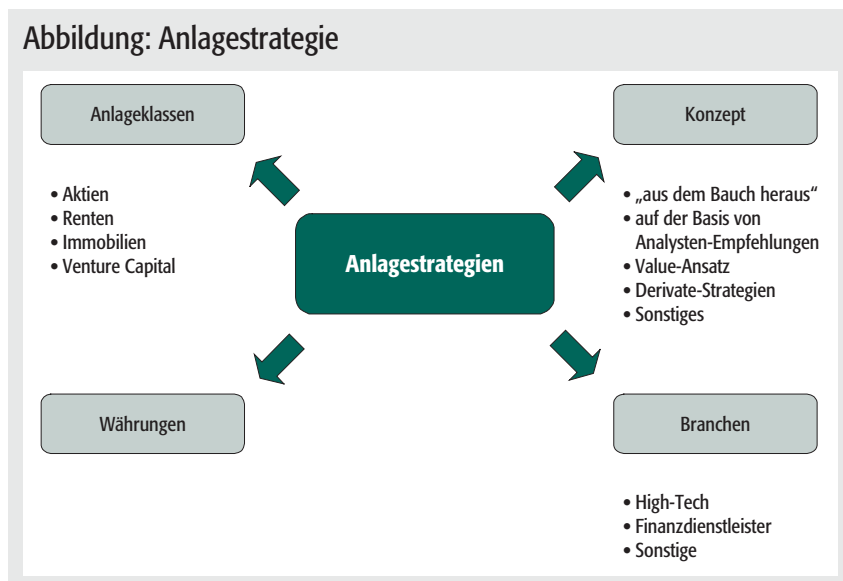 Abbildung: Anlagestrategie
Anlageklassen
• Aktien
• Renten
• Immobilien
• Venture Capital
Konzept
• „aus dem Bauch heraus“
• auf der Basis von
Analysten-Empfehlungen
• Value-Ansatz
• Derivate-Strategien
• Sonstiges
Anlagestrategien
Währungen
Branchen
• High-Tech
• Finanzdienstleister
• Sonstige